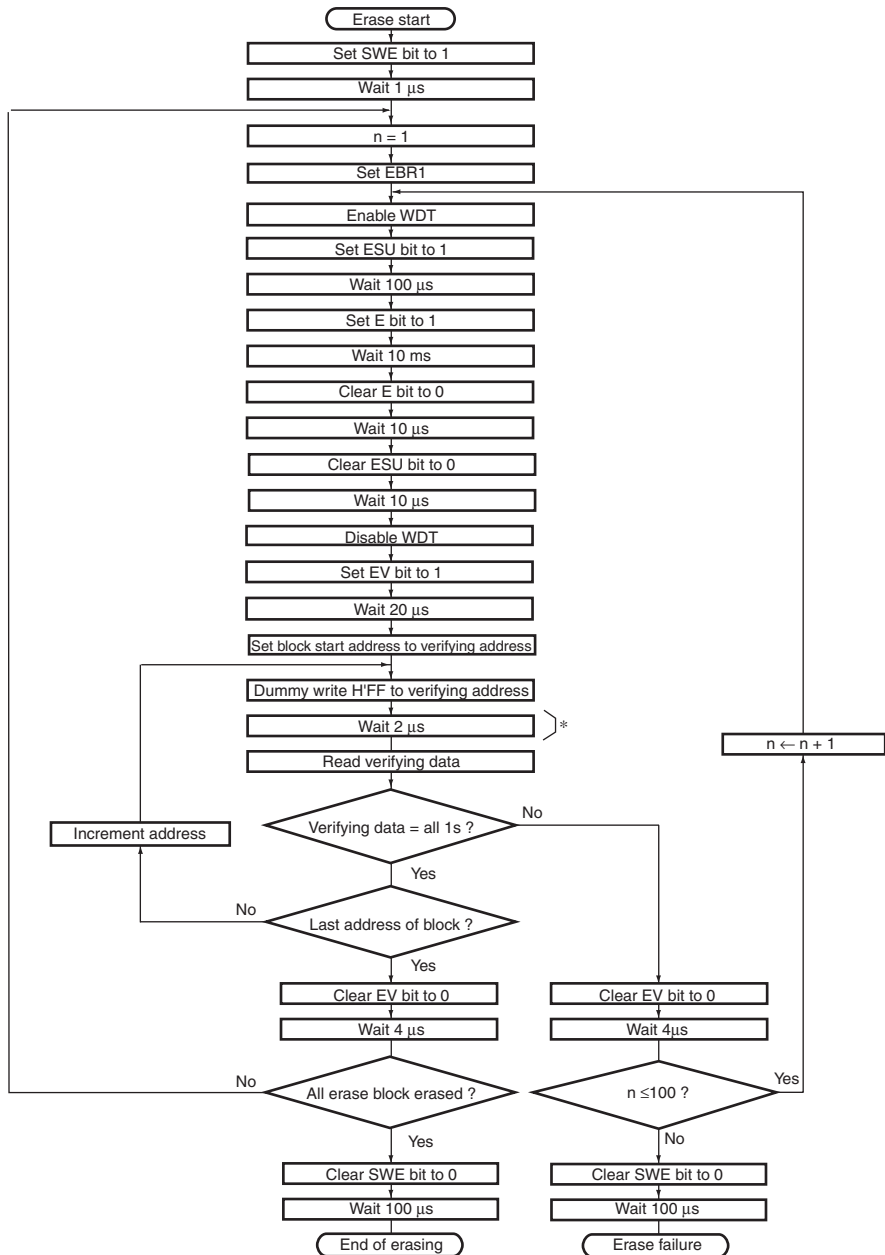 Erase start
Set SWE bit to 1
Wait 1 μs
n = 1
Set EBR1
Enable WDT
Set ESU bit to 1
Wait 100 μs
Set E bit to 1
Wait 10 ms
Clear E bit to 0
Wait 10 μs
Clear ESU bit to 0
Wait 10 μs
Disable WDT
Set EV bit to 1
Wait 20 μs
Set block start address to verifying address
Dummy write H'FF to verifying address
Wait 2 μs
*
n ← n + 1
Read verifying data
No
Increment address
Verifying data = all 1s ?
Yes
No
Last address of block ?
Yes
Clear EV bit to 0
Clear EV bit to 0
Wait 4 μs
Wait 4μs
No
All erase block erased ?
n ≤100 ?
Yes
Yes
No
Clear SWE bit to 0
Clear SWE bit to 0
Wait 100 μs
Wait 100 μs
End of erasing
Erase failure